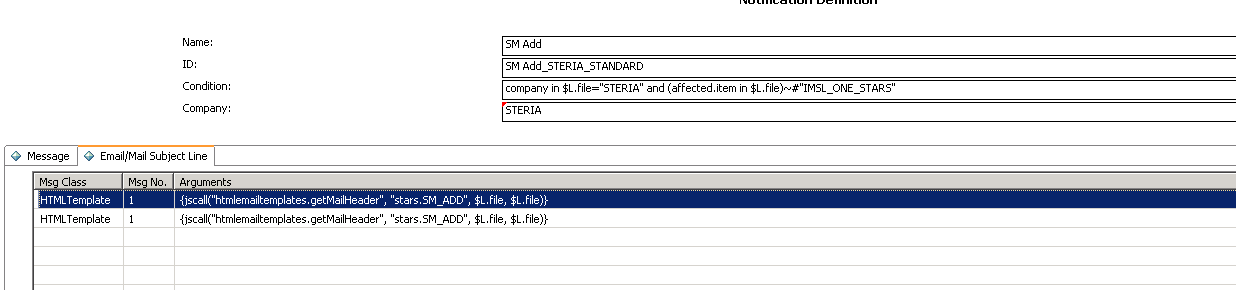 Notification Definition
Name: SM Add
ID: SM Add_STERIA_STANDARD
Condition: company in $L.file="STERIA" and (affected.item in $L.file)~#"IMSL_ONE_STARS"
Company: STERIA
Message Email/Mail Subject Line
Msg Class Msg No. Arguments
HTMLTemplate 1 {jscall("htmlemailtemplates.getMailHeader", "stars.SM_ADD", $L.file, $L.file)}
HTMLTemplate 1 {jscall("htmlemailtemplates.getMailHeader", "stars.SM_ADD", $L.file, $L.file)}